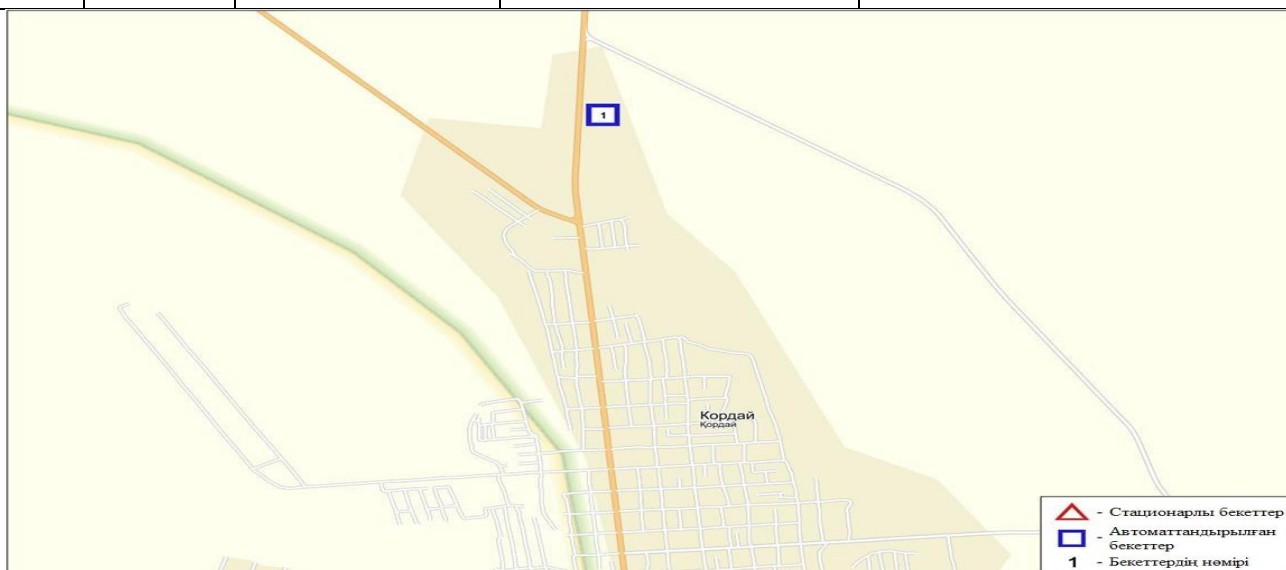 1
Кордай
Қордай
- Стационарлы бекеттер
- Автоматтандырылған
бекеттер
1 - Бекеттердің нөмірі